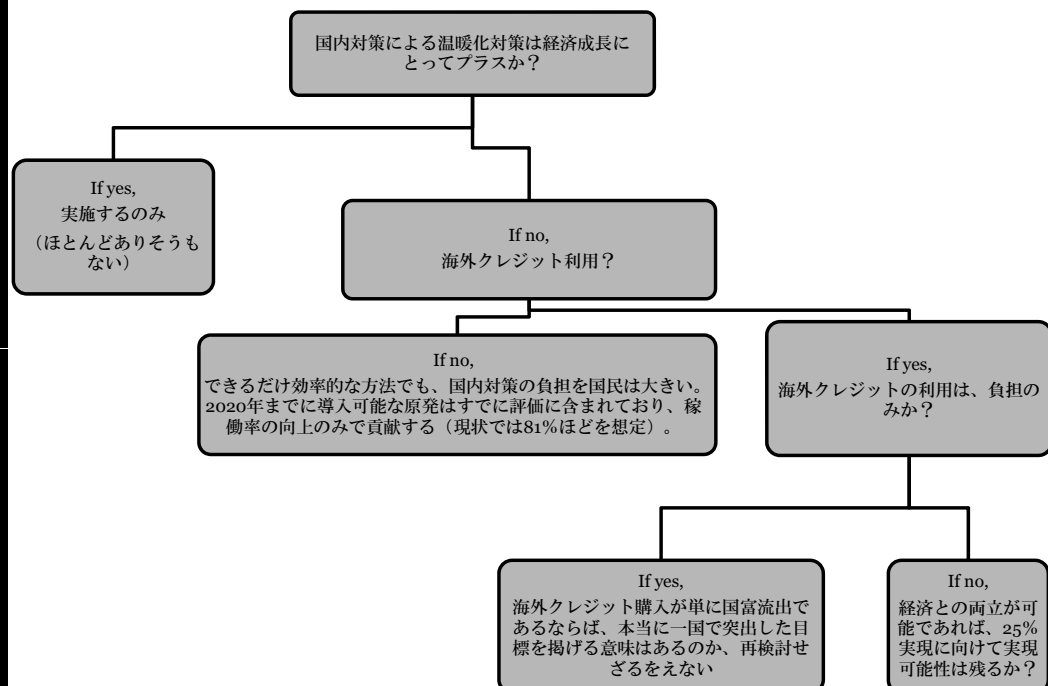 国内対策による温暖化対策は経済成長に
とってプラスか？
If yes,
実施するのみ
（ほとんどありそうも
ない）
If no,
海外クレジット利用？
If no,
できるだけ効率的な方法でも、国内対策の負担を国民は大きい。
2020年までに導入可能な原発はすでに評価に含まれており、稼
働率の向上のみで貢献する（現状では81%ほどを想定）。
If yes,
海外クレジットの利用は、負担の
みか？
If yes,
海外クレジット購入が単に国富流出で
あるならば、本当に一国で突出した目
標を掲げる意味はあるのか、再検討せ
ざるをえない
If no,
経済との両立が可
能であれば、25%
実現に向けて実現
可能性は残るか？